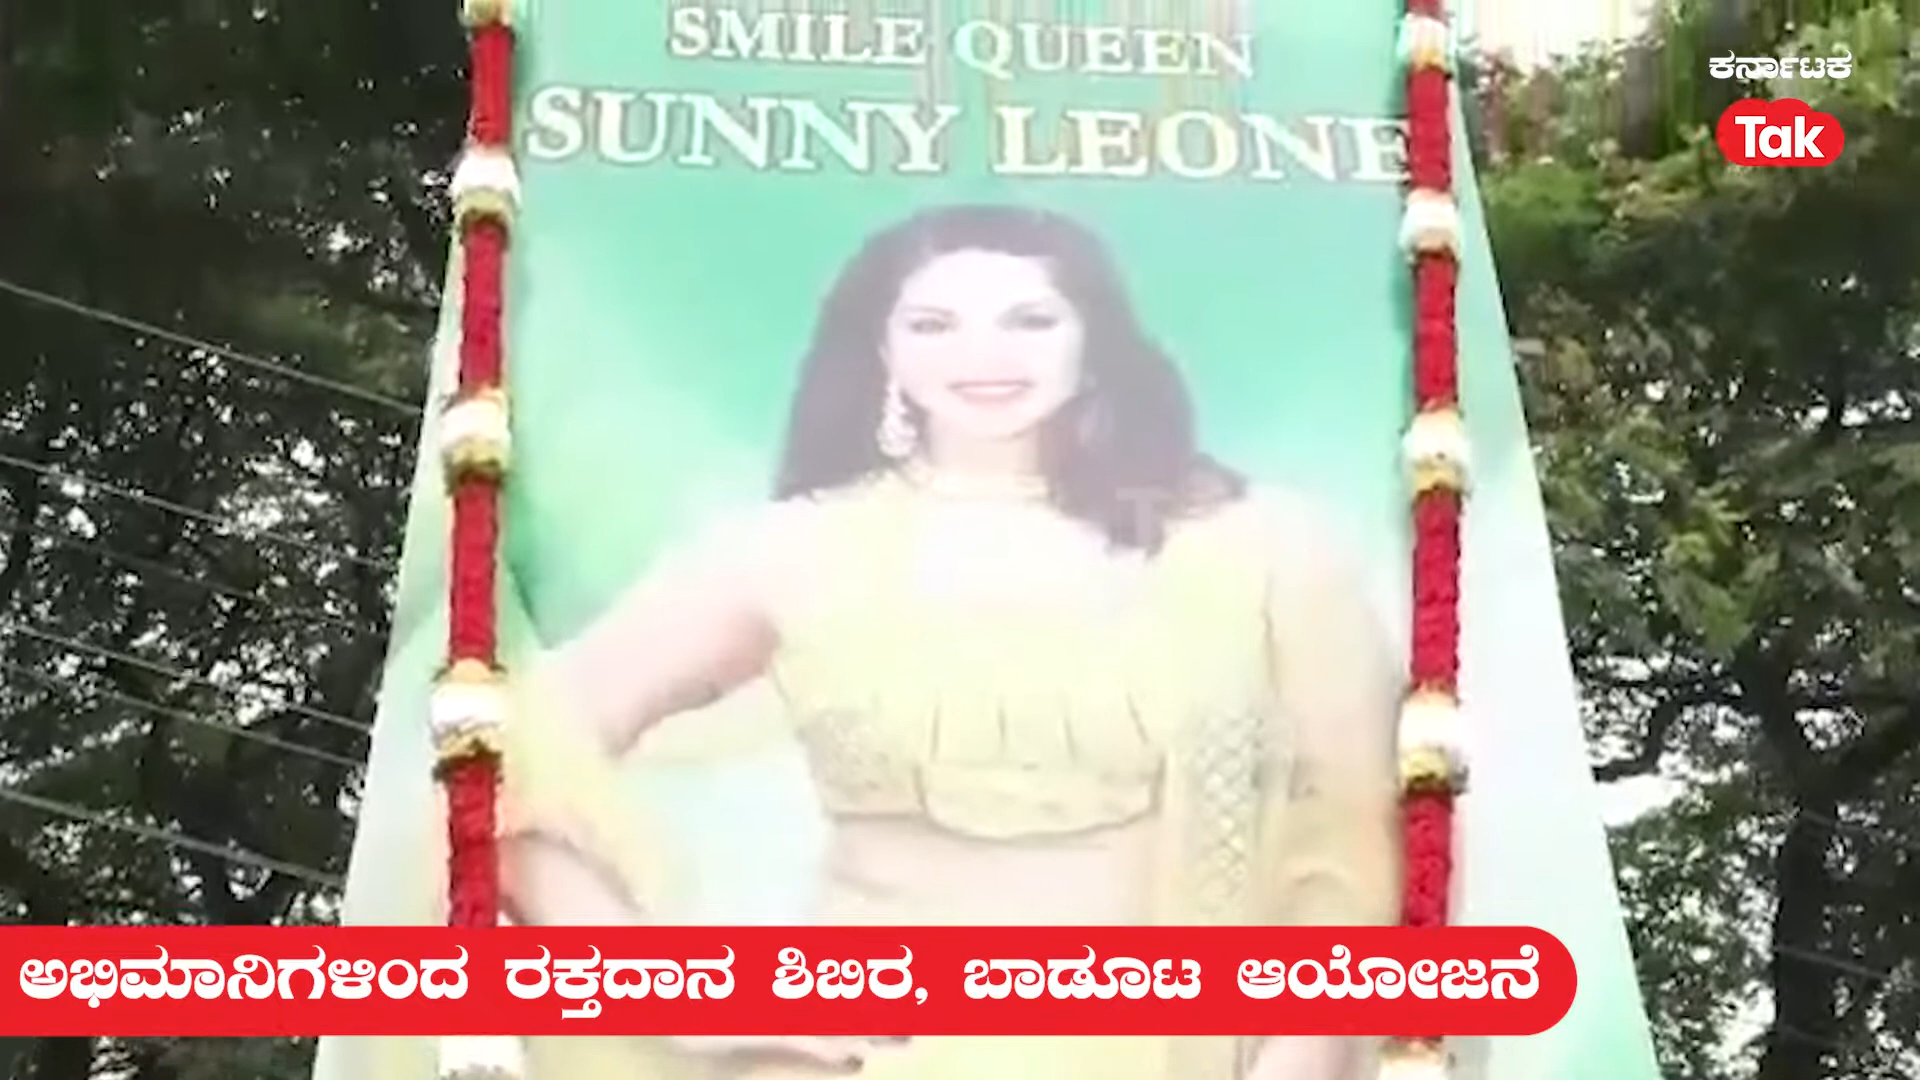 SMILE QUEEN
SUNNY LEONE
ಕರ್ನಾಟಕ
Tak
ಅಭಿಮಾನಿಗಳಿಂದ ರಕ್ತದಾನ ಶಿಬಿರ, ಬಾಡೂಟ ಆಯೋಜನೆ